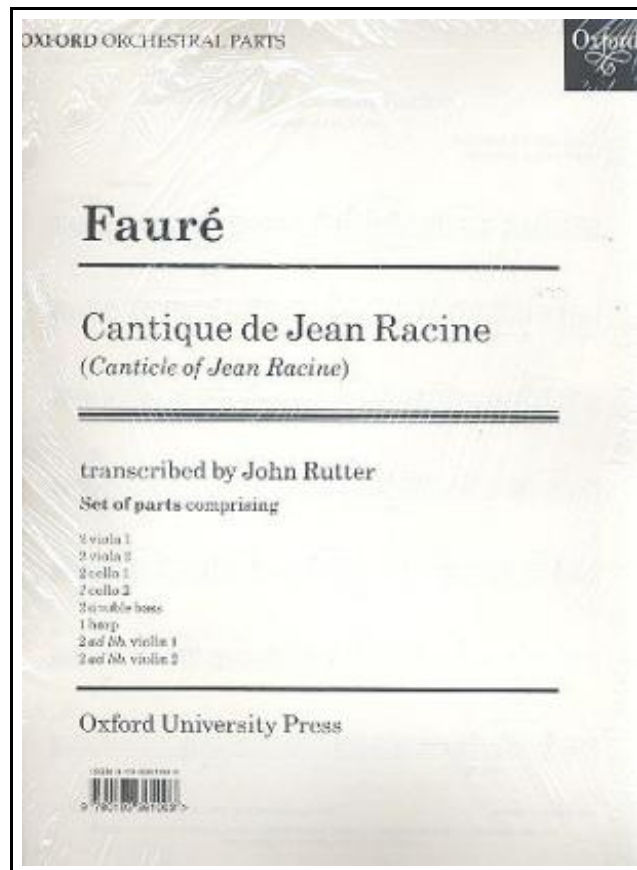 OXFORD ORCHESTRAL PARTS
Oxford
Fauré
Cantique de Jean Racine
(Canticle of Jean Racine)
transcribed by John Rutter
Set of parts comprising
2 viola 1
2 viola 2
2 cello 1
2 cello 2
2 double bass
1 harp
2 ad lib. violin 1
2 ad lib. violin 2
Oxford University Press